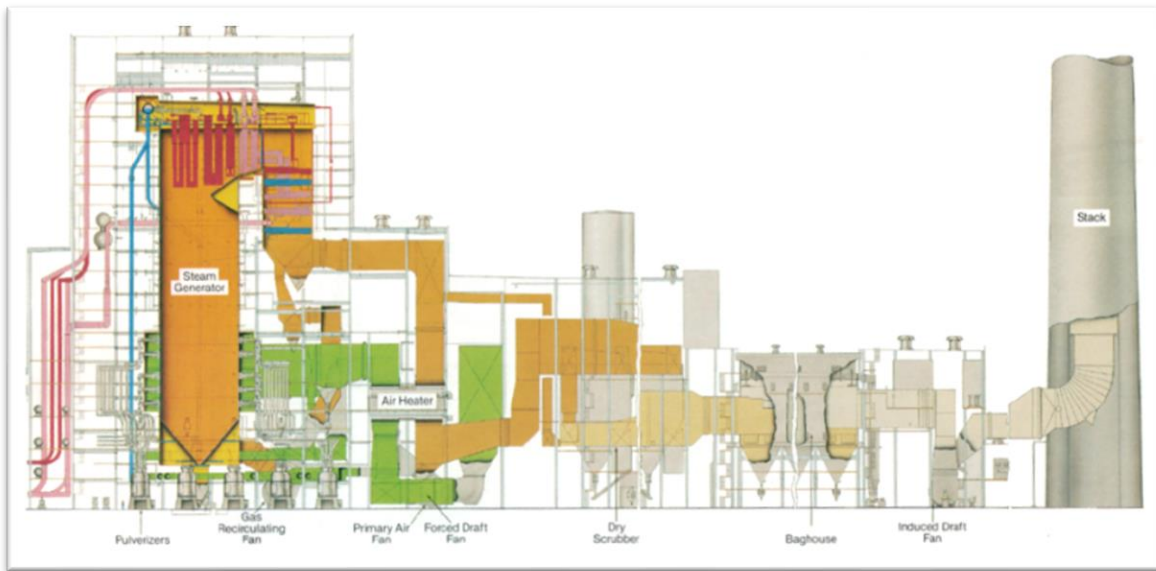 Stack
Steam
Generator
Air Heater
Pulverizers
Gas
Recirculating
Fan
Primary Air
Fan
Forced Draft
Fan
Dry
Scrubber
Baghouse
Induced Draft
Fan